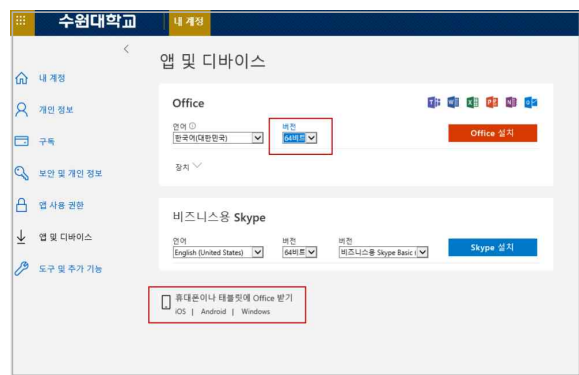 수원대학교
내 계정
앱 및 디바이스
내 계정
개인 정보
구독
보안 및 개인 정보
앱 사용 권한
앱 및 디바이스
도구 및 추가 기능
Office
언어
버전
한국어(대한민국)
64비트
Office 설치
장치
비즈니스용 Skype
언어
버전
버전
English (United States)
64비트
비즈니스용 Skype Basic
Skype 설치
휴대폰이나 태블릿에 Office 받기
iOS | Android | Windows